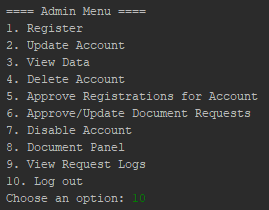 ==== Admin Menu ====
1. Register
2. Update Account
3. View Data
4. Delete Account
5. Approve Registrations for Account
6. Approve/Update Document Requests
7. Disable Account
8. Document Panel
9. View Request Logs
10. Log out
Choose an option: 10